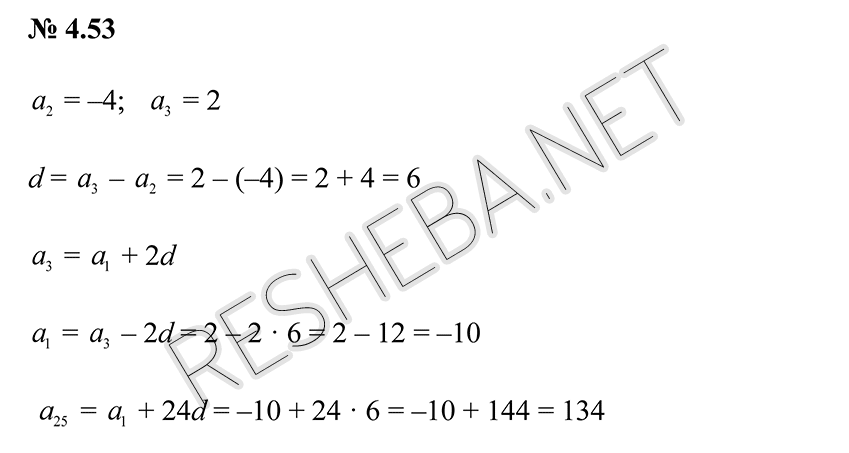 № 4.53
a₂ = –4; a₃ = 2
d = a₃ – a₂ = 2 – (–4) = 2 + 4 = 6
a₃ = a₁ + 2d
a₁ = a₃ – 2d = 2 – 2 · 6 = 2 – 12 = –10
a₂₅ = a₁ + 24d = –10 + 24 · 6 = –10 + 144 = 134
RESHEBA.NET